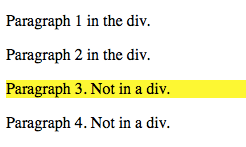 Paragraph 1 in the div.
Paragraph 2 in the div.
Paragraph 3. Not in a div.
Paragraph 4. Not in a div.